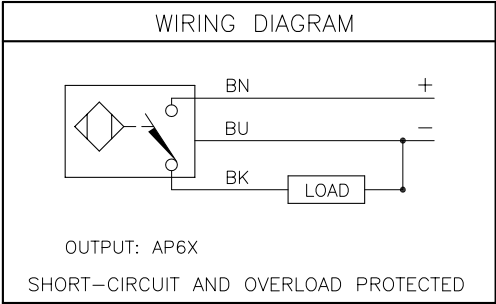 WIRING DIAGRAM
BN +
BU −
BK
LOAD
OUTPUT: AP6X
SHORT−CIRCUIT AND OVERLOAD PROTECTED